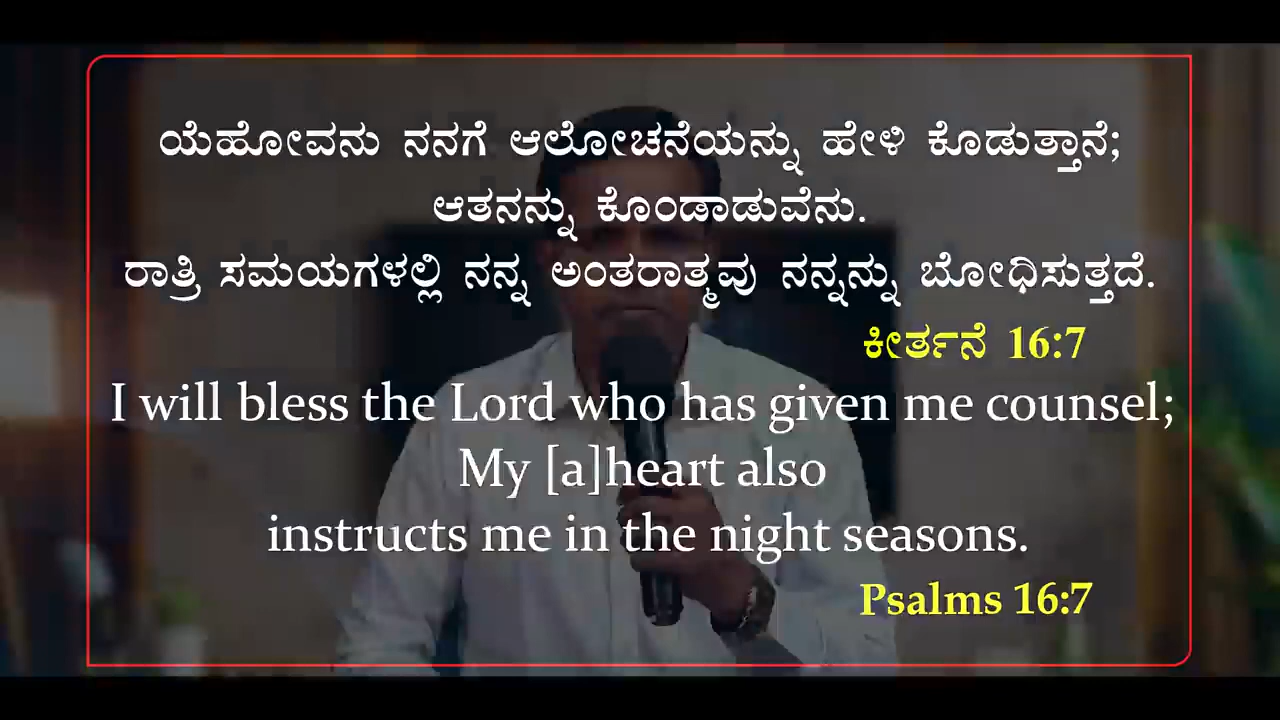 ಯೆಹೋವನು ನನಗೆ ಆಲೋಚನೆಯನ್ನು ಹೇಳಿ ಕೊಡುತ್ತಾನೆ;
ಆತನನ್ನು ಕೊಂಡಾಡುವೆನು.
ರಾತ್ರಿ ಸಮಯಗಳಲ್ಲಿ ನನ್ನ ಅಂತರಾತ್ಮವು ನನ್ನನ್ನು ಬೋಧಿಸುತ್ತದೆ.
ಕೀರ್ತನೆ 16:7
I will bless the Lord who has given me counsel;
My [a]heart also
instructs me in the night seasons.
Psalms 16:7